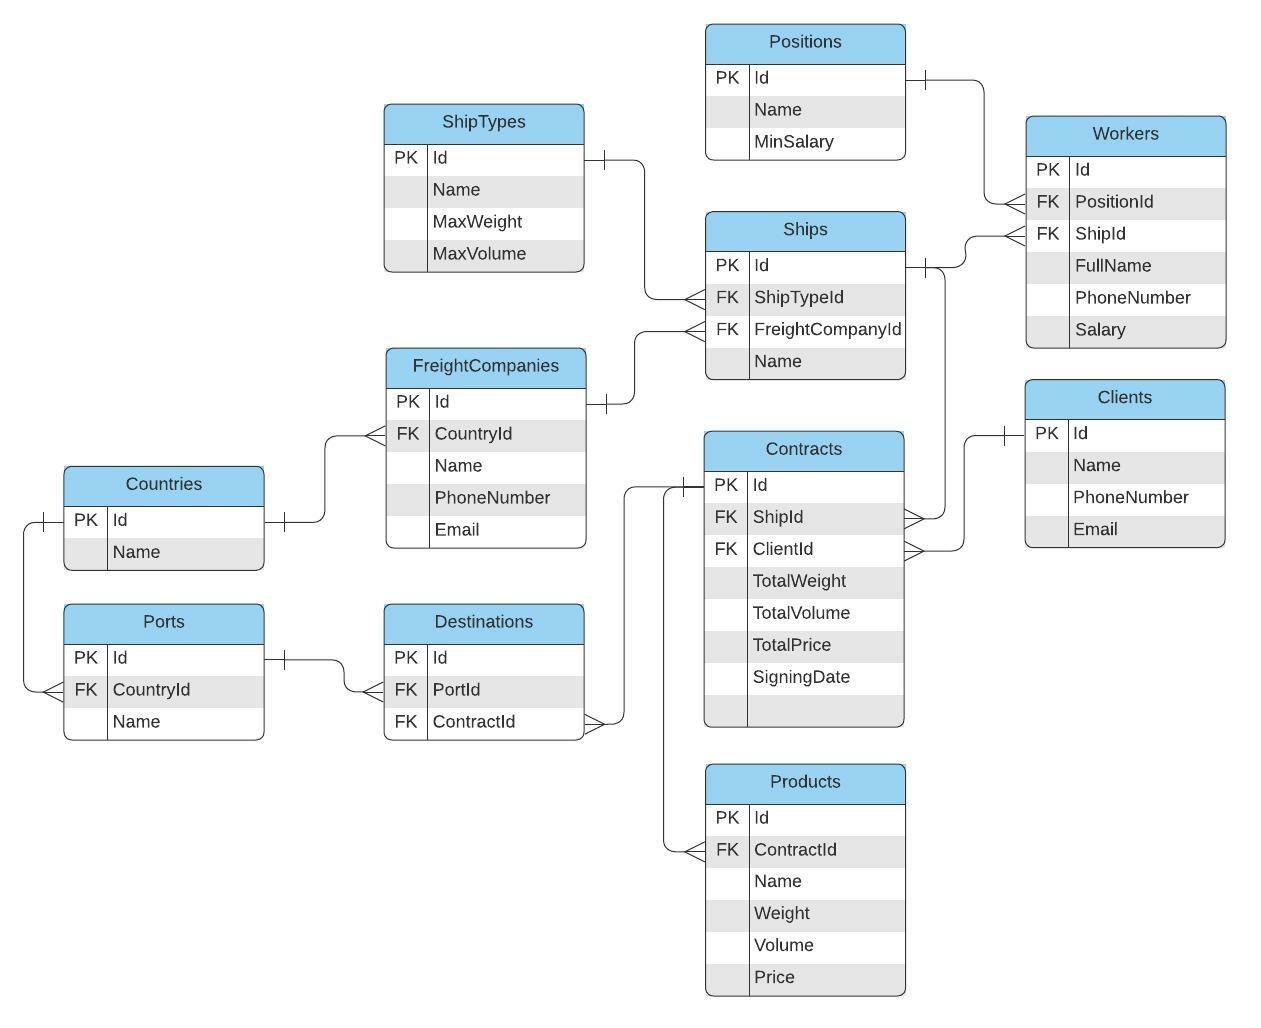 Positions
PK Id
Name
MinSalary
ShipTypes
PK Id
Name
MaxWeight
MaxVolume
Workers
PK Id
FK PositionId
FK ShipId
FullName
PhoneNumber
Salary
Ships
PK Id
FK ShipTypeId
FK FreightCompanyId
Name
FreightCompanies
PK Id
FK CountryId
Name
PhoneNumber
Email
Clients
PK Id
Name
PhoneNumber
Email
Contracts
PK Id
FK ShipId
FK ClientId
TotalWeight
TotalVolume
TotalPrice
SigningDate
Countries
PK Id
Name
Ports
PK Id
FK CountryId
Name
Destinations
PK Id
FK PortId
FK ContractId
Products
PK Id
FK ContractId
Name
Weight
Volume
Price